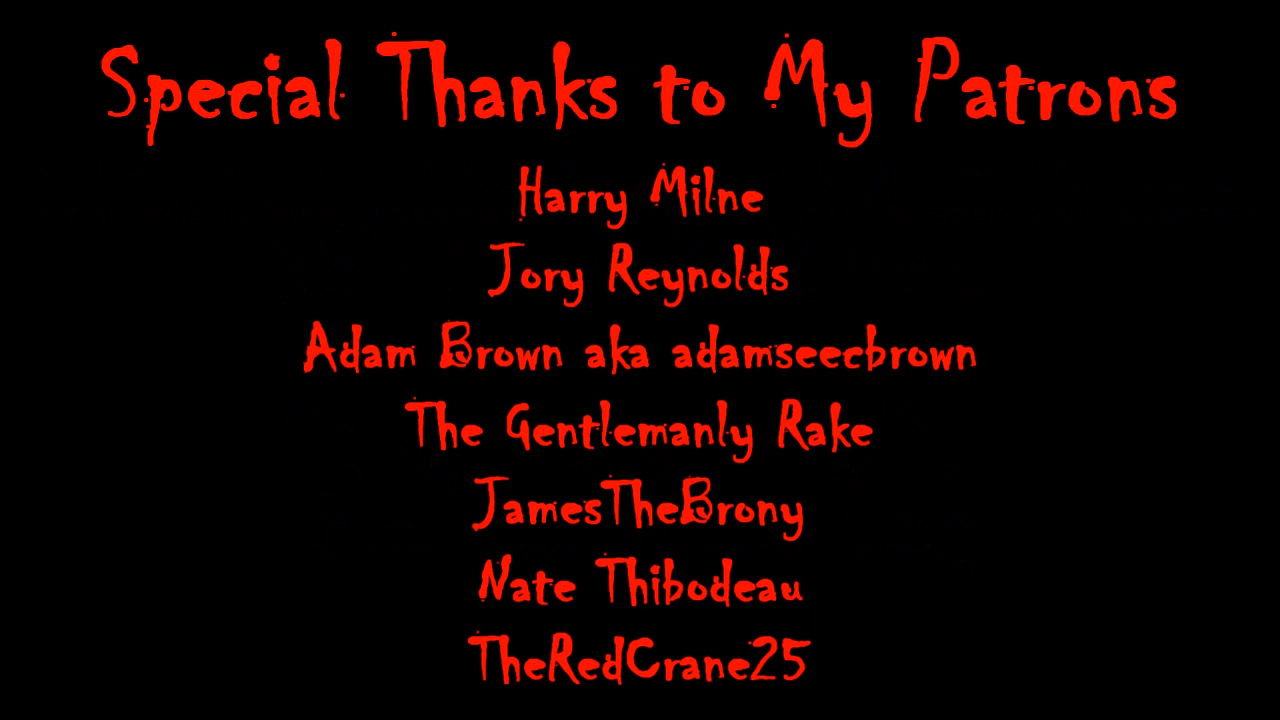 Special Thanks to My Patrons
Harry Milne
Jory Reynolds
Adam Brown aka adamseecbrown
The Gentlemanly Rake
JamesTheBrony
Nate Thibodeau
TheRedCrane25